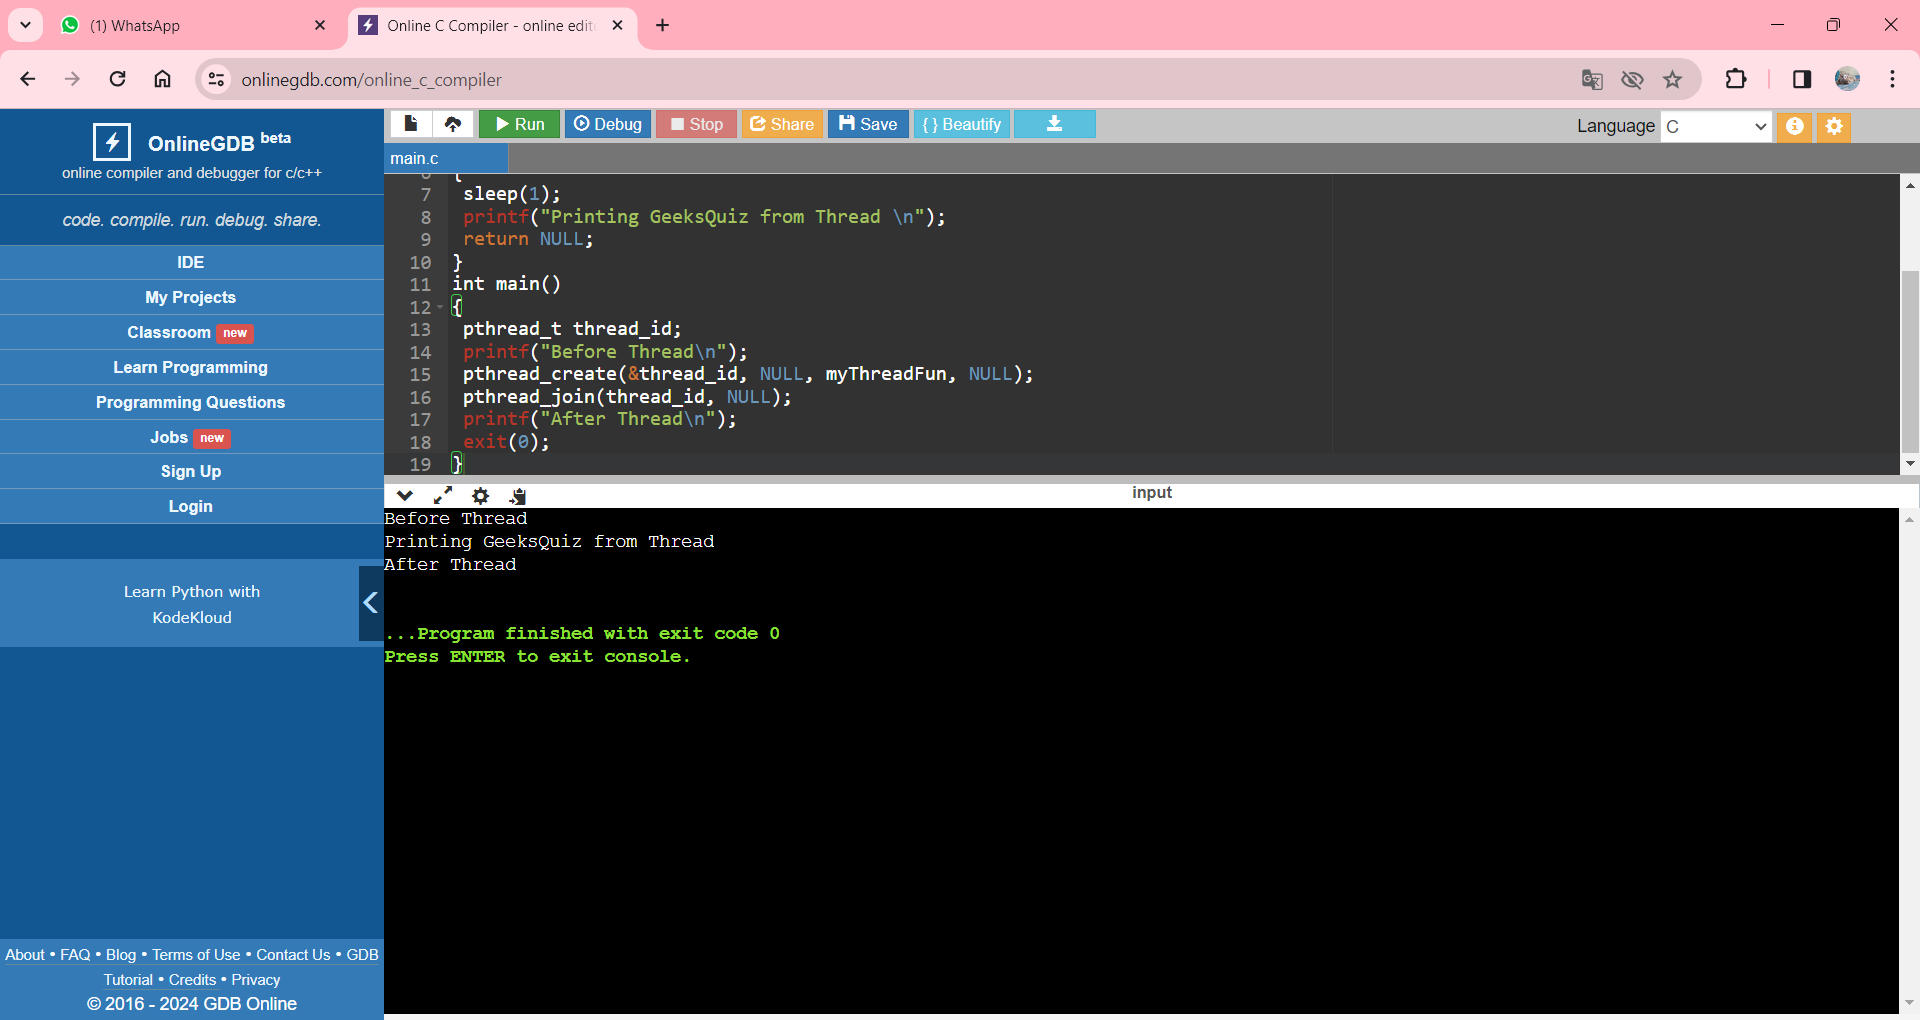 (1) WhatsApp
Online C Compiler - online edit
onlinegdb.com/online_c_compiler
OnlineGDB beta
online compiler and debugger for c/c++
code. compile. run. debug. share.
IDE
My Projects
Classroom new
Learn Programming
Programming Questions
Jobs new
Sign Up
Login
Learn Python with
KodeKloud
About • FAQ • Blog • Terms of Use • Contact Us • GDB
Tutorial • Credits • Privacy
© 2016 - 2024 GDB Online
Run Debug Stop Share Save { } Beautify
Language C
main.c
6 {
7 sleep(1);
8 printf("Printing GeeksQuiz from Thread \n");
9 return NULL;
10 }
11 int main()
12 {
13 pthread_t thread_id;
14 printf("Before Thread\n");
15 pthread_create(&thread_id, NULL, myThreadFun, NULL);
16 pthread_join(thread_id, NULL);
17 printf("After Thread\n");
18 exit(0);
19 }
input
Before Thread
Printing GeeksQuiz from Thread
After Thread
...Program finished with exit code 0
Press ENTER to exit console.